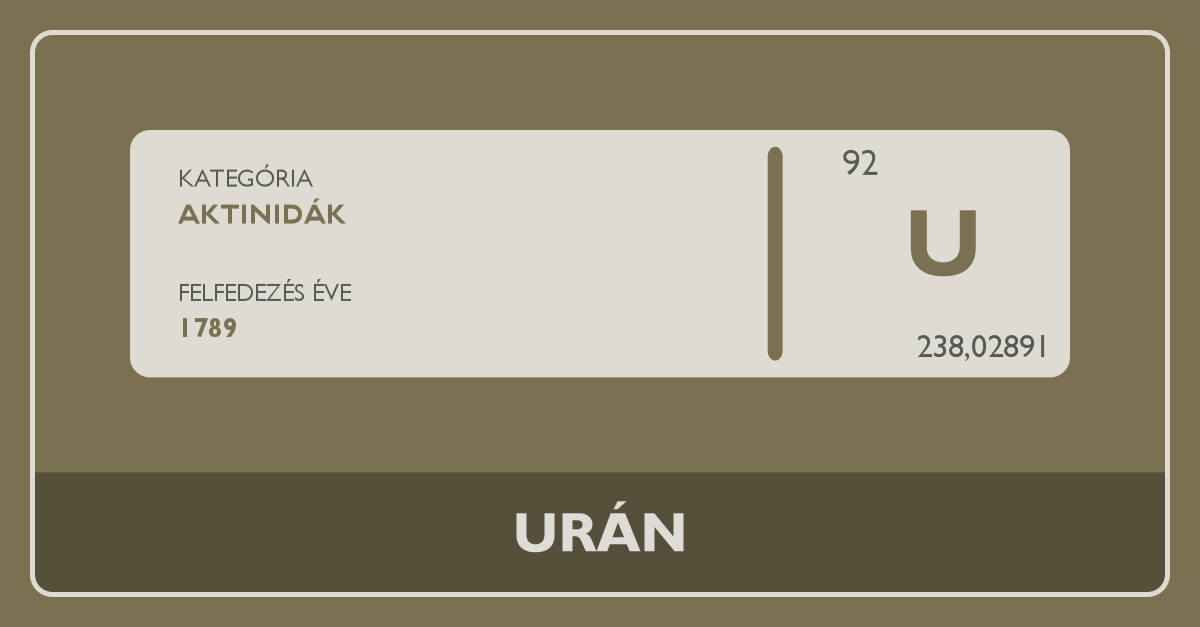 KATEGÓRIA
AKTINIDÁK
FELFEDEZÉS ÉVE
1789
92
U
238,02891
URÁN